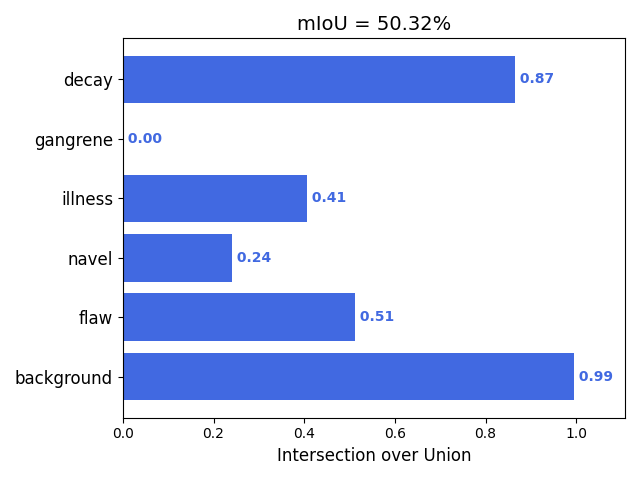 mIoU = 50.32%
decay 0.87
gangrene 0.00
illness 0.41
navel 0.24
flaw 0.51
background 0.99
0.0 0.2 0.4 0.6 0.8 1.0
Intersection over Union